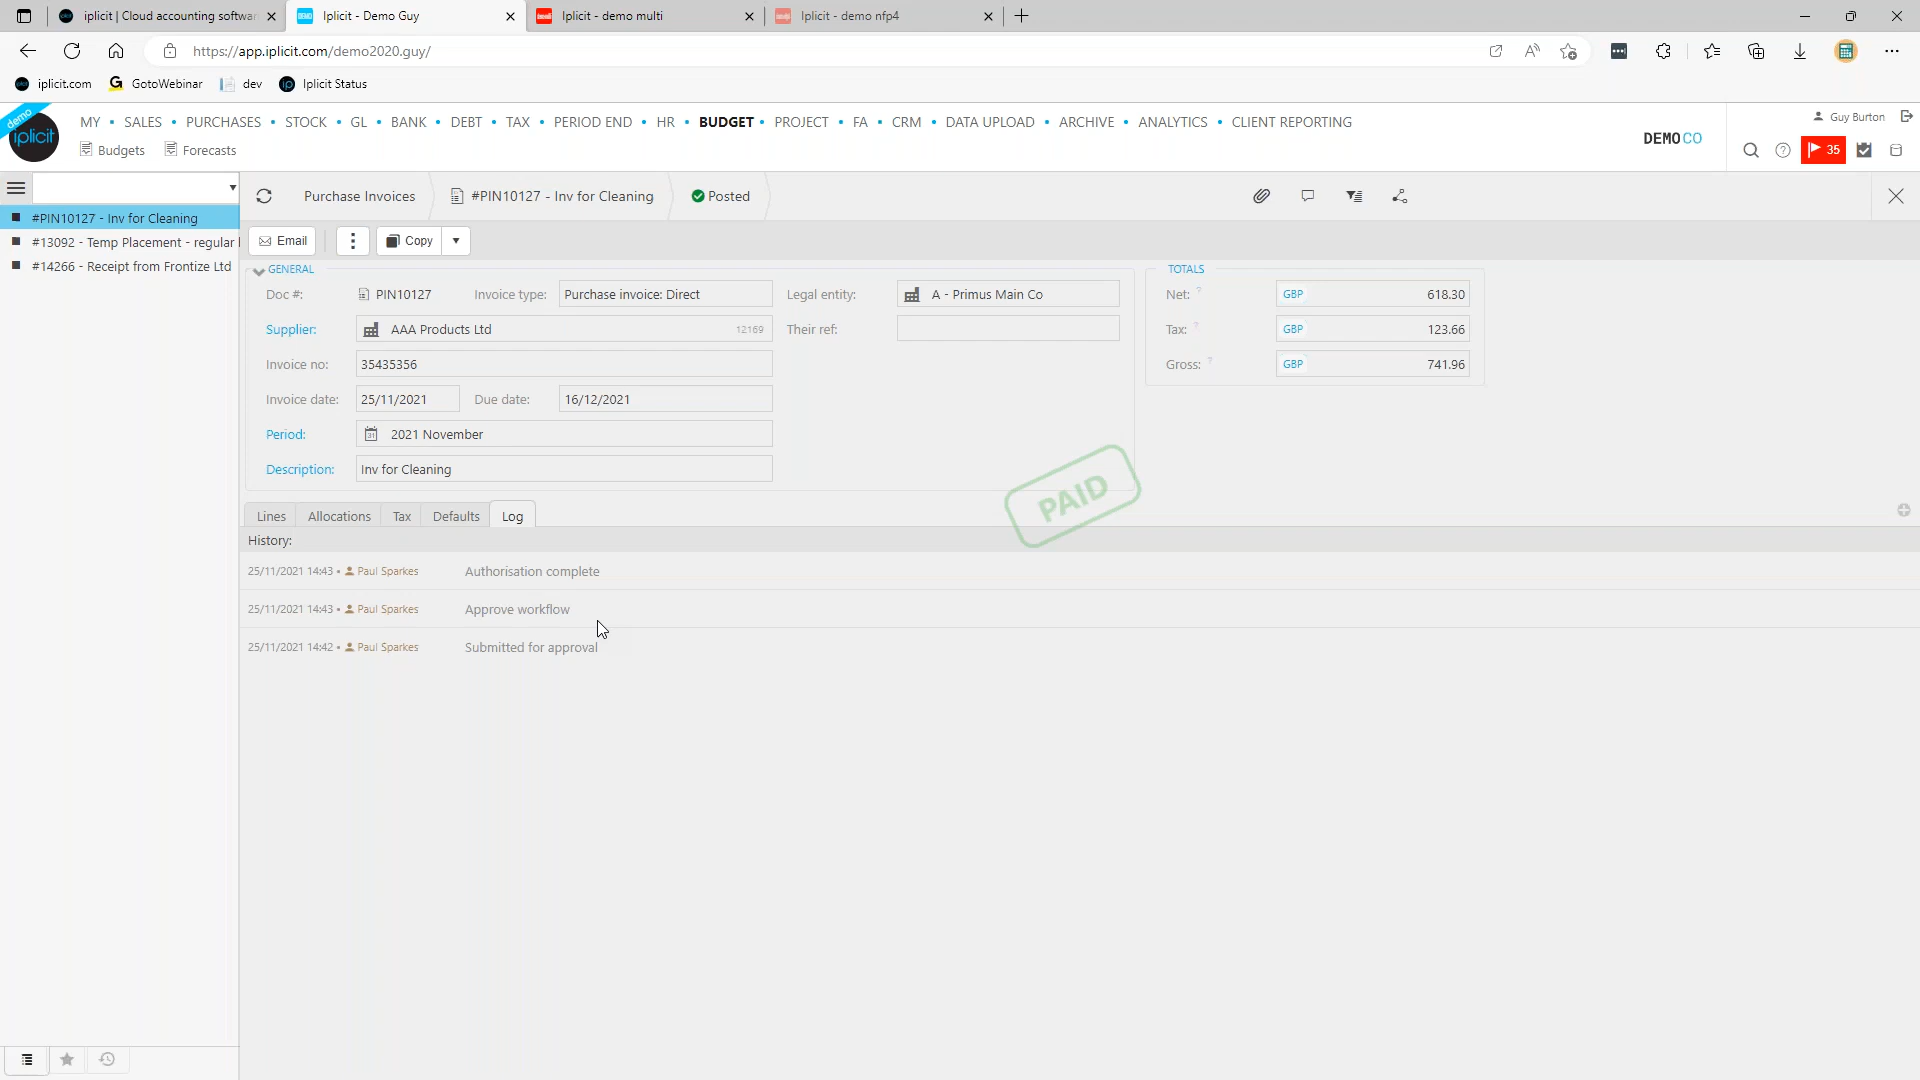 iplicit | Cloud accounting softwar
Iplicit - Demo Guy
Iplicit - demo multi
Iplicit - demo nfp4
https://app.iplicit.com/demo2020.guy/
iplicit.com
GotoWebinar
dev
Iplicit Status
demo
iplicit
MY • SALES • PURCHASES • STOCK • GL • BANK • DEBT • TAX • PERIOD END • HR • BUDGET • PROJECT • FA • CRM • DATA UPLOAD • ARCHIVE • ANALYTICS • CLIENT REPORTING
Guy Burton
DEMOCO
Budgets
Forecasts
35
#PIN10127 - Inv for Cleaning
#13092 - Temp Placement - regular
#14266 - Receipt from Frontize Ltd
Purchase Invoices
#PIN10127 - Inv for Cleaning
Posted
Email
Copy
GENERAL
Doc #:
PIN10127
Invoice type:
Purchase invoice: Direct
Legal entity:
A - Primus Main Co
Supplier:
AAA Products Ltd
12169
Their ref:
Invoice no:
35435356
Invoice date:
25/11/2021
Due date:
16/12/2021
Period:
2021 November
Description:
Inv for Cleaning
TOTALS
Net: ?
GBP
618.30
Tax: ?
GBP
123.66
Gross: ?
GBP
741.96
PAID
Lines
Allocations
Tax
Defaults
Log
History:
25/11/2021 14:43 • Paul Sparkes
Authorisation complete
25/11/2021 14:43 • Paul Sparkes
Approve workflow
25/11/2021 14:42 • Paul Sparkes
Submitted for approval